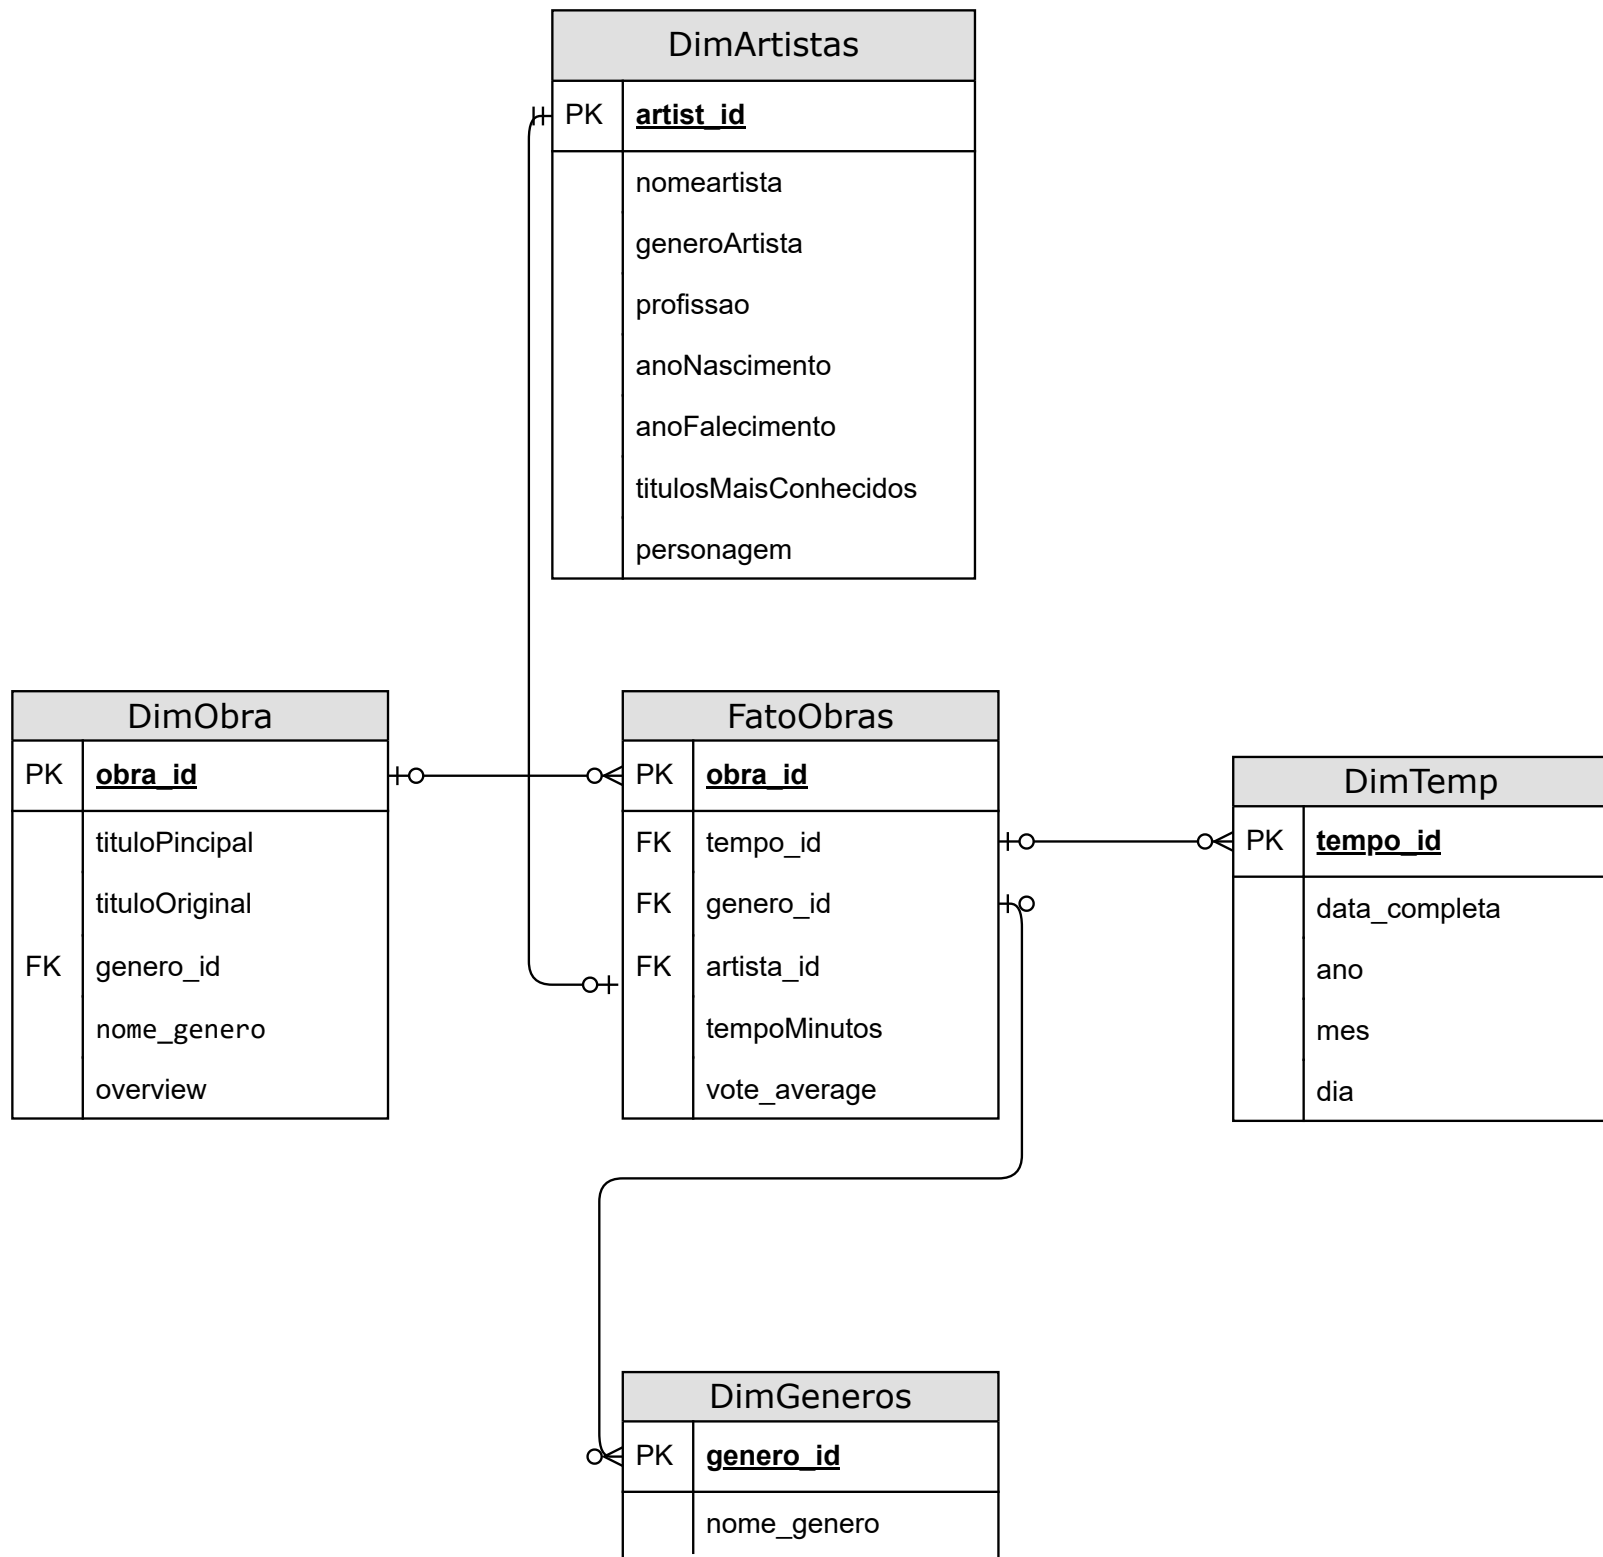 DimArtistas
PK artist_id
nomeartista
generoArtista
profissao
anoNascimento
anoFalecimento
titulosMaisConhecidos
personagem
DimObra
PK obra_id
tituloPincipal
tituloOriginal
FK genero_id
nome_genero
overview
FatoObras
PK obra_id
FK tempo_id
FK genero_id
FK artista_id
tempoMinutos
vote_average
DimTemp
PK tempo_id
data_completa
ano
mes
dia
DimGeneros
PK genero_id
nome_genero